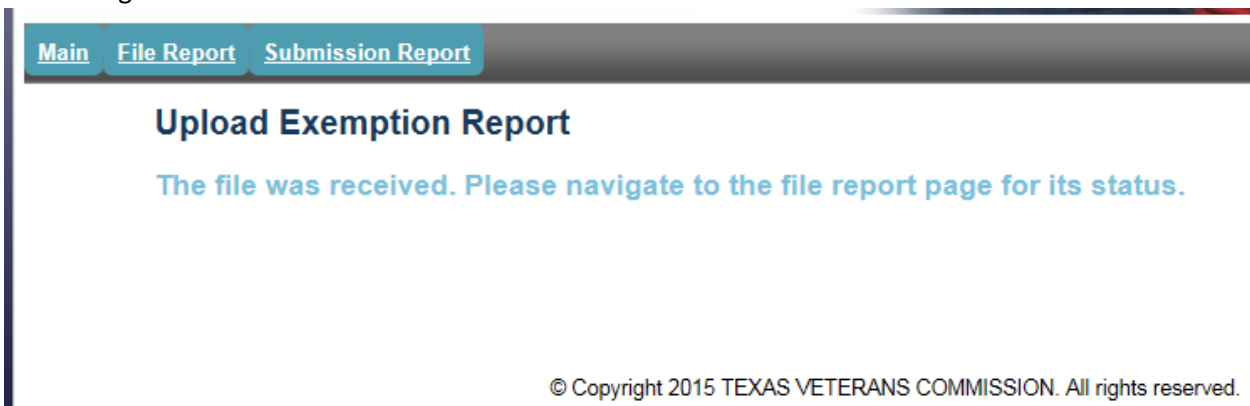 Main File Report Submission Report
Upload Exemption Report
The file was received. Please navigate to the file report page for its status.
© Copyright 2015 TEXAS VETERANS COMMISSION. All rights reserved.